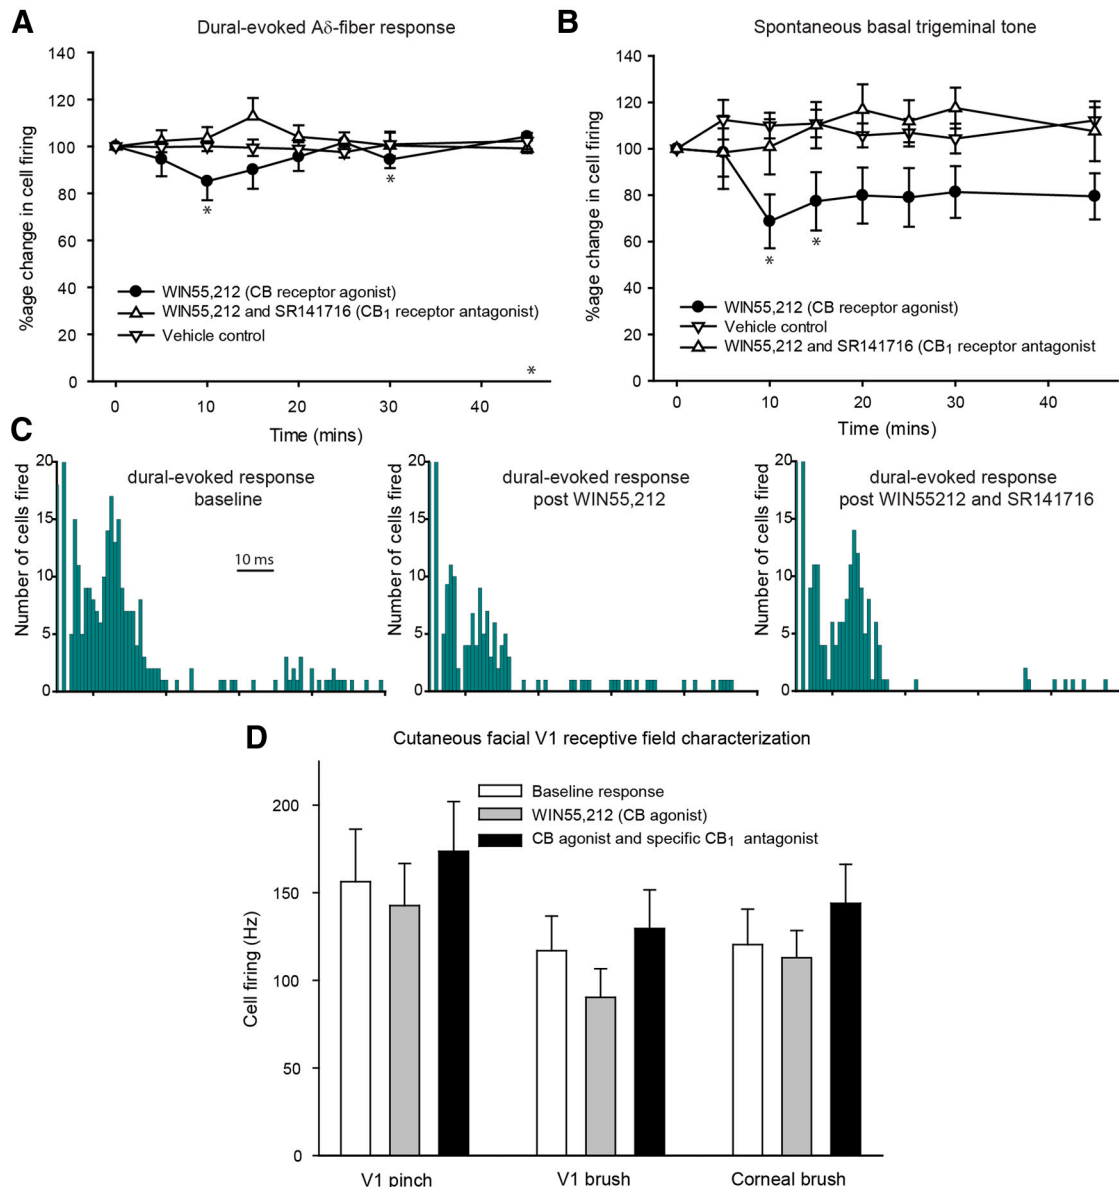 A
Dural-evoked Aδ-fiber response
140
120
100
80
60
40
20
0
%age change in cell firing
*
*
*
WIN55,212 (CB receptor agonist)
WIN55,212 and SR141716 (CB1 receptor antagonist)
Vehicle control
0
10
20
30
40
Time (mins)
B
Spontaneous basal trigeminal tone
140
120
100
80
60
40
20
0
%age change in cell firing
*
*
WIN55,212 (CB receptor agonist)
Vehicle control
WIN55,212 and SR141716 (CB1 receptor antagonist
0
10
20
30
40
Time (mins)
C
20
15
10
5
0
Number of cells fired
dural-evoked response
baseline
10 ms
20
15
10
5
0
Number of cells fired
dural-evoked response
post WIN55,212
20
15
10
5
0
Number of cells fired
dural-evoked response
post WIN55212 and SR141716
D
Cutaneous facial V1 receptive field characterization
200
150
100
50
0
Cell firing (Hz)
Baseline response
WIN55,212 (CB agonist)
CB agonist and specific CB1 antagonist
V1 pinch
V1 brush
Corneal brush